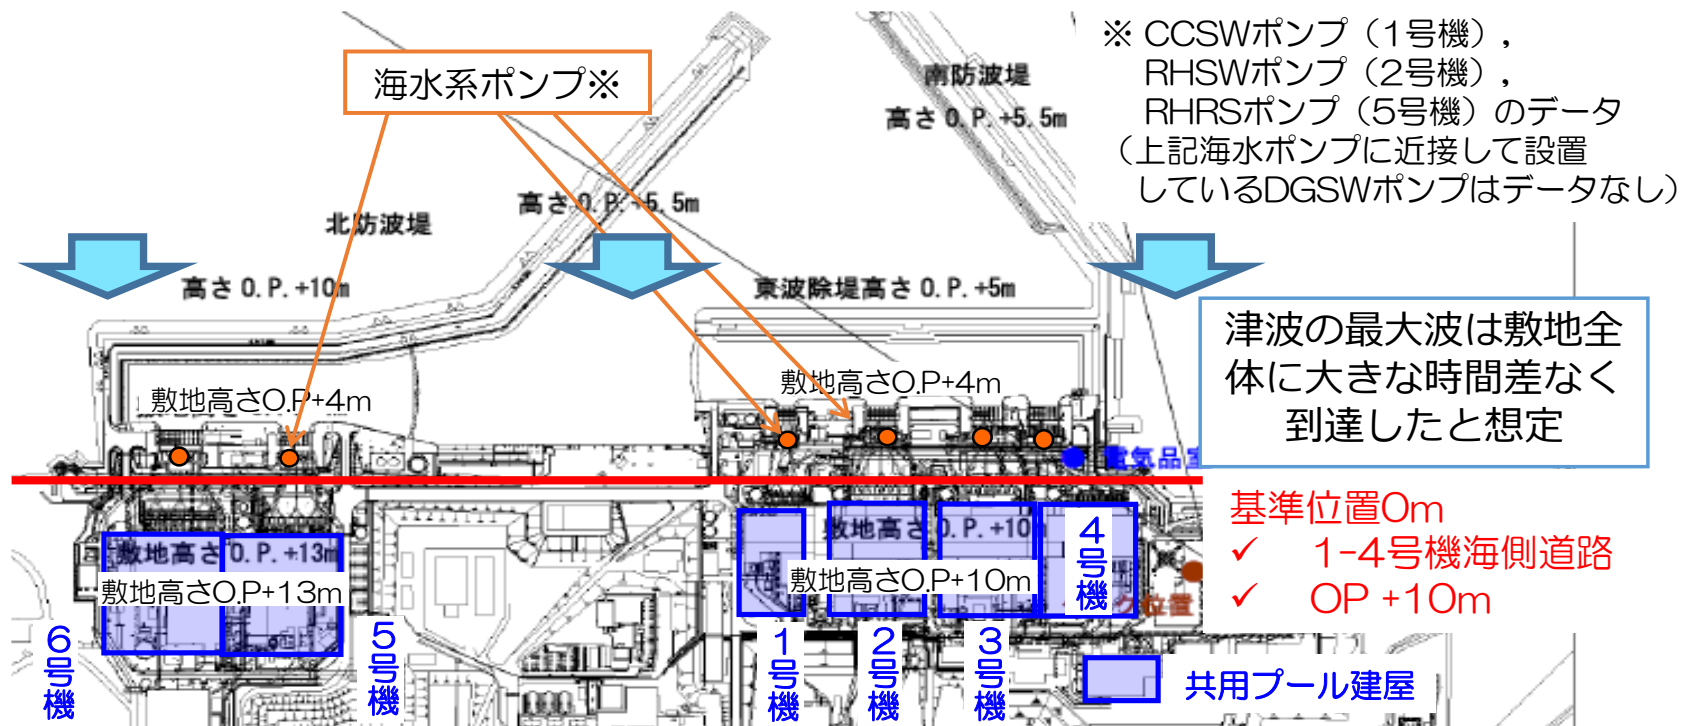 ※ CCSWポンプ（1号機），
RHSWポンプ（2号機），
RHRSポンプ（5号機）のデータ
（上記海水ポンプに近接して設置
しているDGSWポンプはデータなし）
海水系ポンプ※
南防波堤
高さ O.P.+5.5m
高さ O.P.+5.5m
北防波堤
高さ O.P.+10m
東波除堤高さ O.P.+5m
津波の最大波は敷地全
体に大きな時間差なく
到達したと想定
敷地高さO.P+4m
敷地高さO.P+4m
電気品室
基準位置0m
✓ 1-4号機海側道路
✓ OP +10m
敷地高さ O.P.+13m
敷地高さO.P+13m
敷地高さ O.P.+10
敷地高さO.P+10m
位置
6号機
5号機
1号機
2号機
3号機
4号機
共用プール建屋